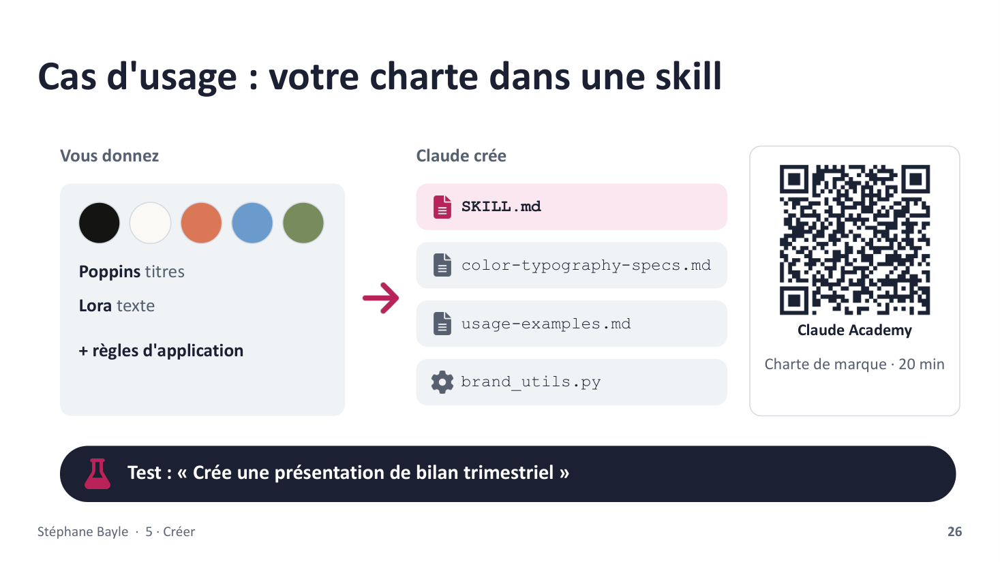 Cas d'usage : votre charte dans une skill
Vous donnez
Poppins titres
Lora texte
+ règles d'application
Claude crée
SKILL.md
color-typography-specs.md
usage-examples.md
brand_utils.py
Claude Academy
Charte de marque · 20 min
Test : « Crée une présentation de bilan trimestriel »
Stéphane Bayle · 5 · Créer
26